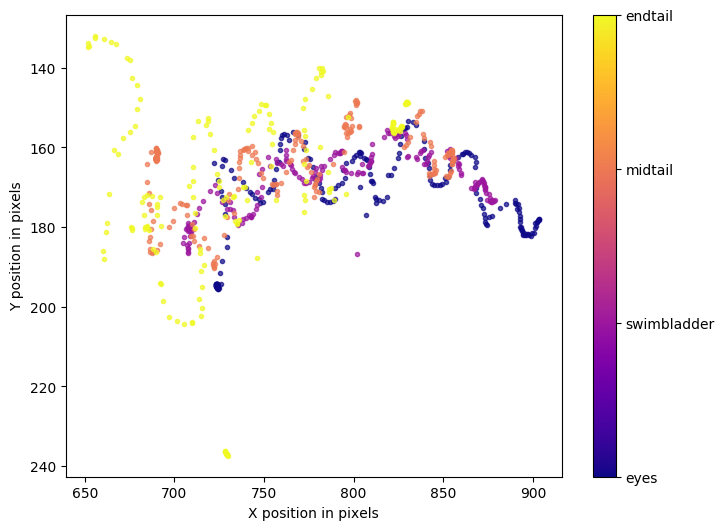 140
160
180
200
220
240
Y position in pixels
650
700
750
800
850
900
X position in pixels
endtail
midtail
swimbladder
eyes